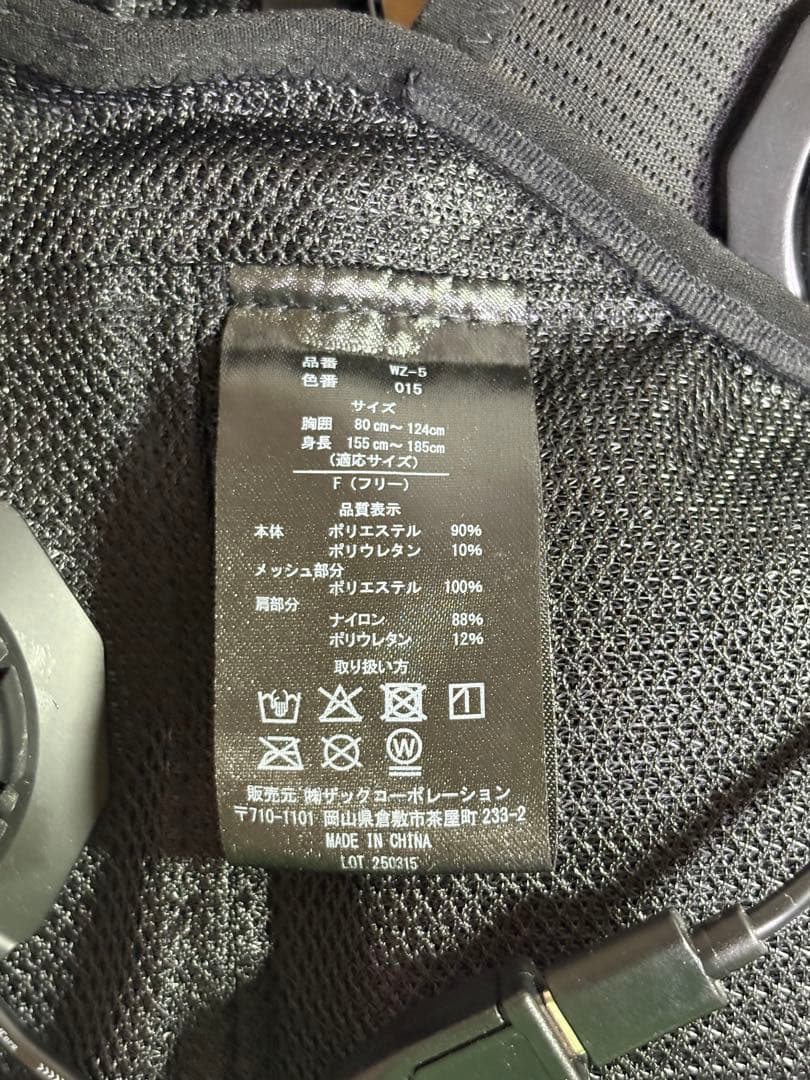 品番 WZ-5
色番 015
サイズ
胸囲 80cm～124cm
身長 155cm～185cm
（適応サイズ）
F（フリー）
品質表示
本体 ポリエステル 90%
ポリウレタン 10%
メッシュ部分
ポリエステル 100%
肩部分
ナイロン 88%
ポリウレタン 12%
取り扱い方
W
販売元 ㈱ザックコーポレーション
〒710-1101 岡山県倉敷市茶屋町 233-2
MADE IN CHINA
LOT 250315